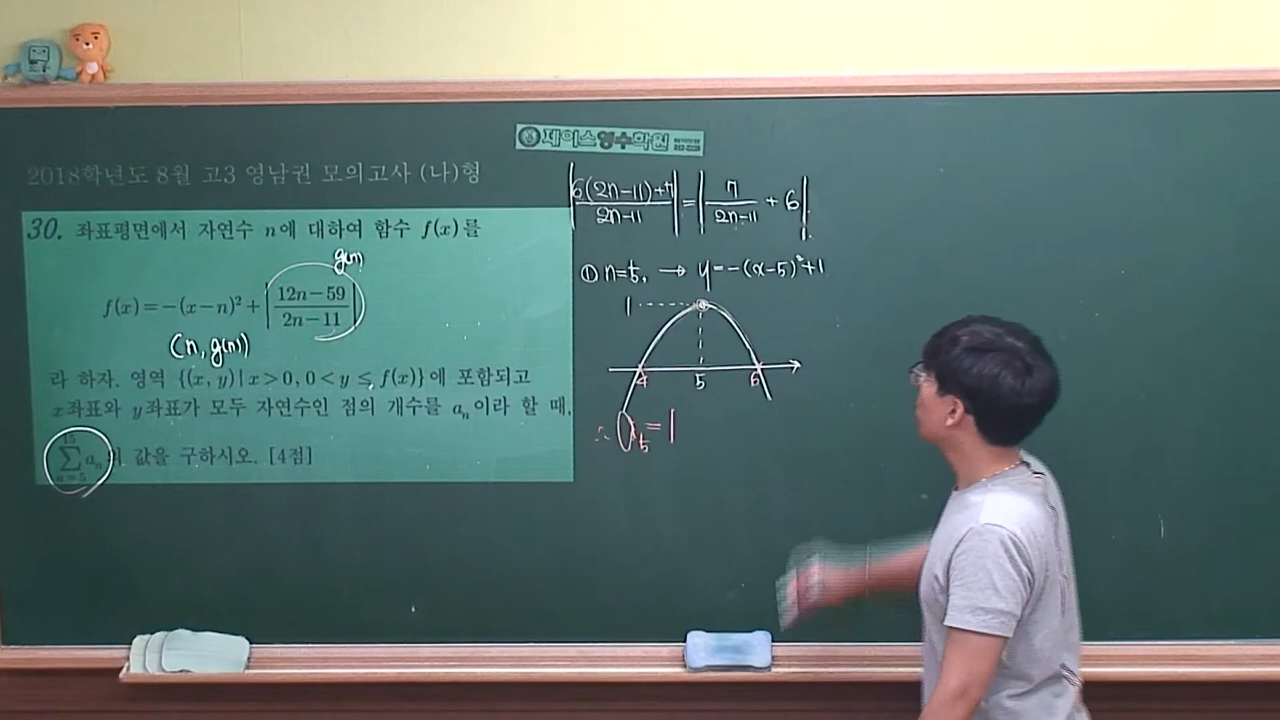 제이스영수학원
2018학년도 8월 고3 영남권 모의고사 (나)형
30. 좌표평면에서 자연수 n에 대하여 함수 f(x)를
g(n)
f(x)=-(x-n)²+|12n-59/2n-11|
(n, g(n))
라 하자. 영역 {(x, y)|x>0, 0<y≤f(x)}에 포함되고
x좌표와 y좌표가 모두 자연수인 점의 개수를 aₙ이라 할 때,
∑ⁿ⁼⁵₁₅ aₙ의 값을 구하시오. [4점]
|6(2n-11)+7/2n-11|=|7/2n-11+6|
① n=5, → y=-(x-5)²+1
1
4 5 6
∴ a₅=1